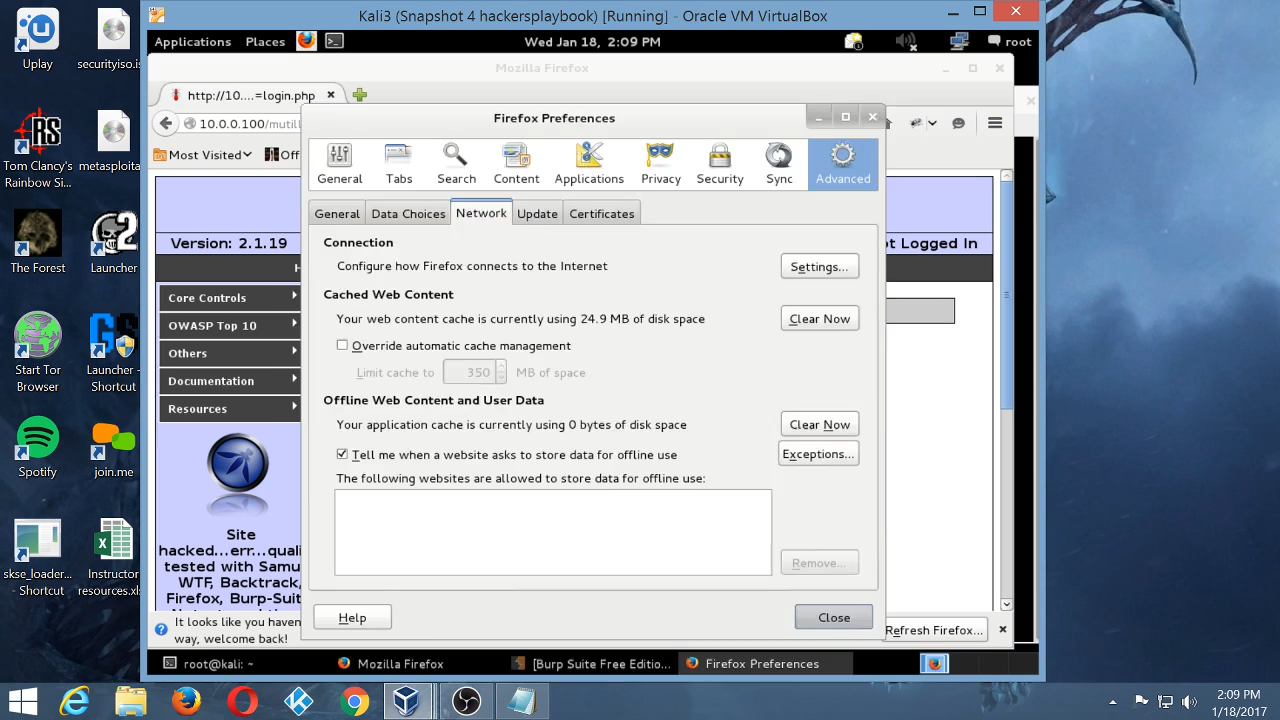 Kali3 (Snapshot 4 hackersplaybook) [Running] - Oracle VM VirtualBox
Applications Places Wed Jan 18, 2:09 PM root
Mozilla Firefox
http://10....=login.php
10.0.0.100/mutill
Most Visited Off
Firefox Preferences
General Tabs Search Content Applications Privacy Security Sync Advanced
General Data Choices Network Update Certificates
Connection
Configure how Firefox connects to the Internet Settings...
Cached Web Content
Your web content cache is currently using 24.9 MB of disk space Clear Now
Override automatic cache management
Limit cache to 350 MB of space
Offline Web Content and User Data
Your application cache is currently using 0 bytes of disk space Clear Now
Tell me when a website asks to store data for offline use Exceptions...
The following websites are allowed to store data for offline use:
Remove...
Help Close
Version: 2.1.19 t Logged In
H
Core Controls
OWASP Top 10
Others
Documentation
Resources
Site
hacked...err...quali
tested with Samu
WTF, Backtrack,
Firefox, Burp-Suit
It looks like you haven
way, welcome back!
Refresh Firefox...
root@kali: ~ Mozilla Firefox [Burp Suite Free Editio... Firefox Preferences
Uplay
securityiso.is
Tom Clancy's
Rainbow Si...
metasploita
The Forest
Launcher
Start Tor
Browser
Launcher -
Shortcut
Spotify
join.me
skse_loader...
- Shortcut
Instructor
resources.xls
RS
2
GS
2:09 PM
1/18/2017